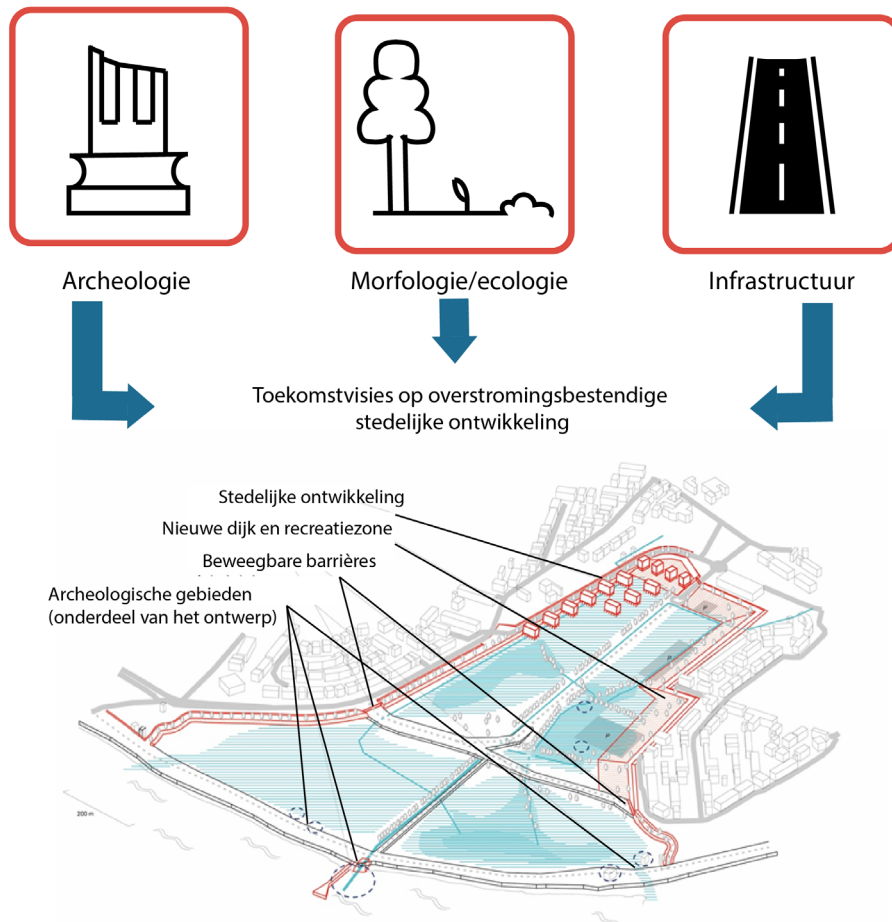 Archeologie
Morfologie/ecologie
Infrastructuur
Toekomstvisies op overstromingsbestendige
stedelijke ontwikkeling
Stedelijke ontwikkeling
Nieuwe dijk en recreatiezone
Beweegbare barrières
Archeologische gebieden
(onderdeel van het ontwerp)
P
P
P
200 m